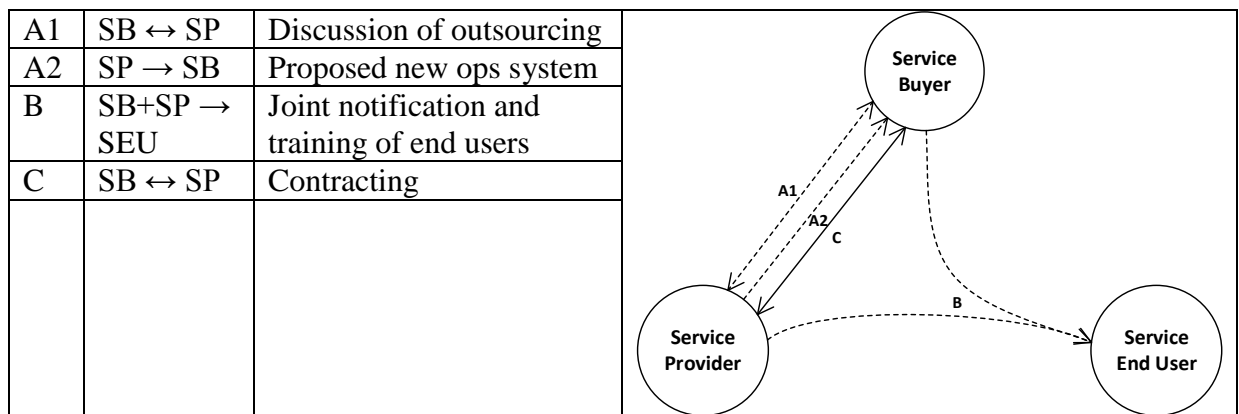 A1 SB ↔ SP Discussion of outsourcing
A2 SP → SB Proposed new ops system
B SB+SP → Joint notification and
SEU training of end users
C SB ↔ SP Contracting
Service
Buyer
A1
A2
C
B
Service
Provider
Service
End User